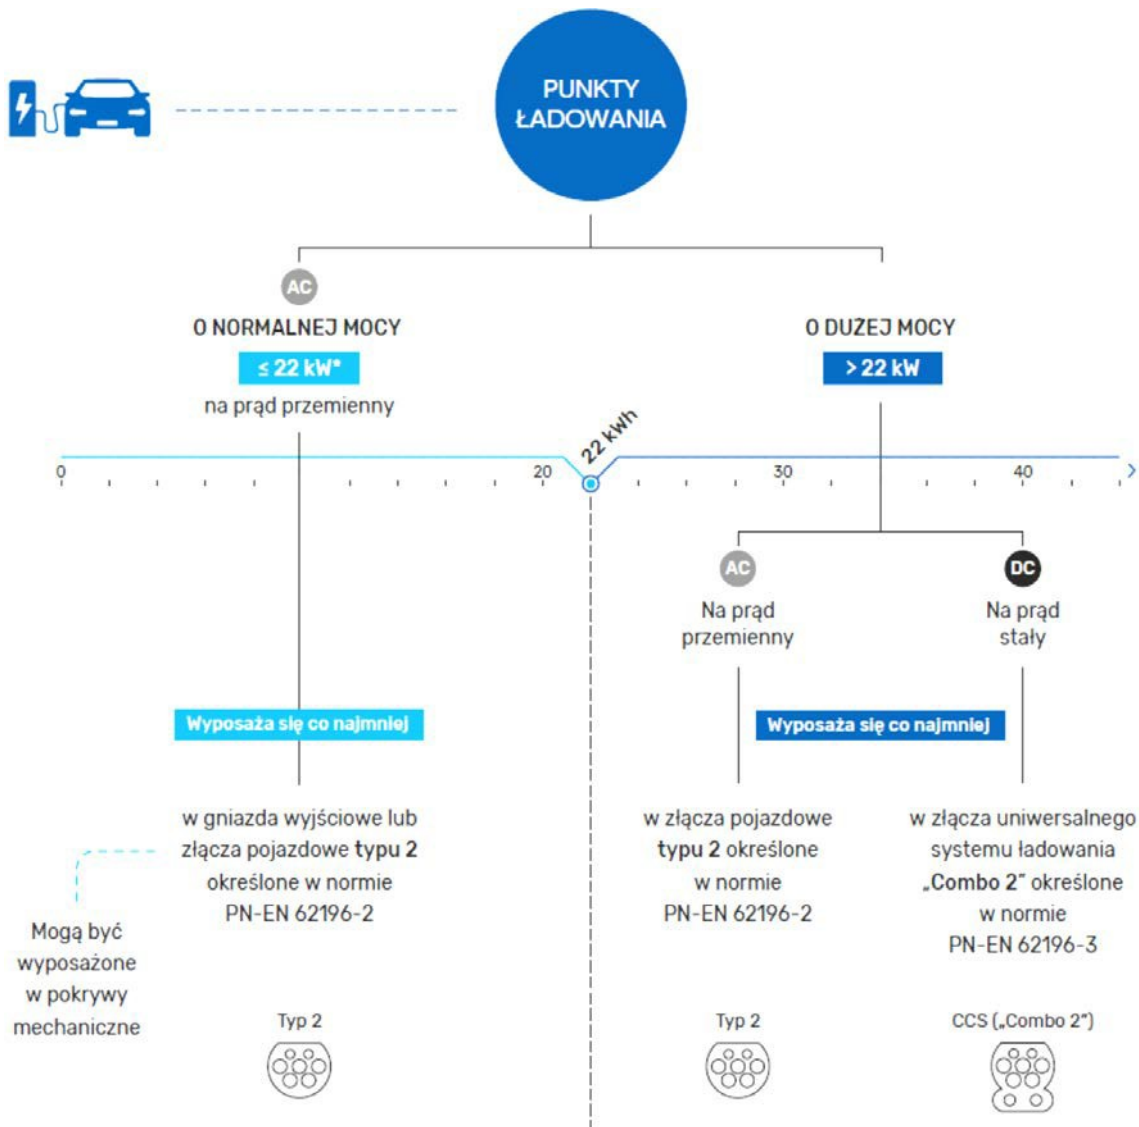 PUNKTY
ŁADOWANIA
AC
O NORMALNEJ MOCY
≤ 22 kW*
na prąd przemienny
O DUŻEJ MOCY
> 22 kW
22 kWh
0
20
30
40
AC
Na prąd
przemienny
DC
Na prąd
stały
Wyposaża się co najmniej
Wyposaża się co najmniej
w gniazda wyjściowe lub
złącza pojazdowe typu 2
określone w normie
PN-EN 62196-2
Mogą być
wyposażone
w pokrywy
mechaniczne
w złącza pojazdowe
typu 2 określone
w normie
PN-EN 62196-2
w złącza uniwersalnego
systemu ładowania
„Combo 2” określone
w normie
PN-EN 62196-3
Typ 2
Typ 2
CCS („Combo 2”)